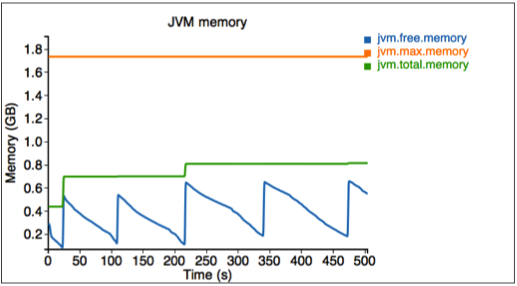 JVM memory
jvm.free.memory
jvm.max.memory
jvm.total.memory
Memory (GB)
1.8
1.6
1.4
1.2
1.0
0.8
0.6
0.4
0.2
0 50 100 150 200 250 300 350 400 450 500
Time (s)